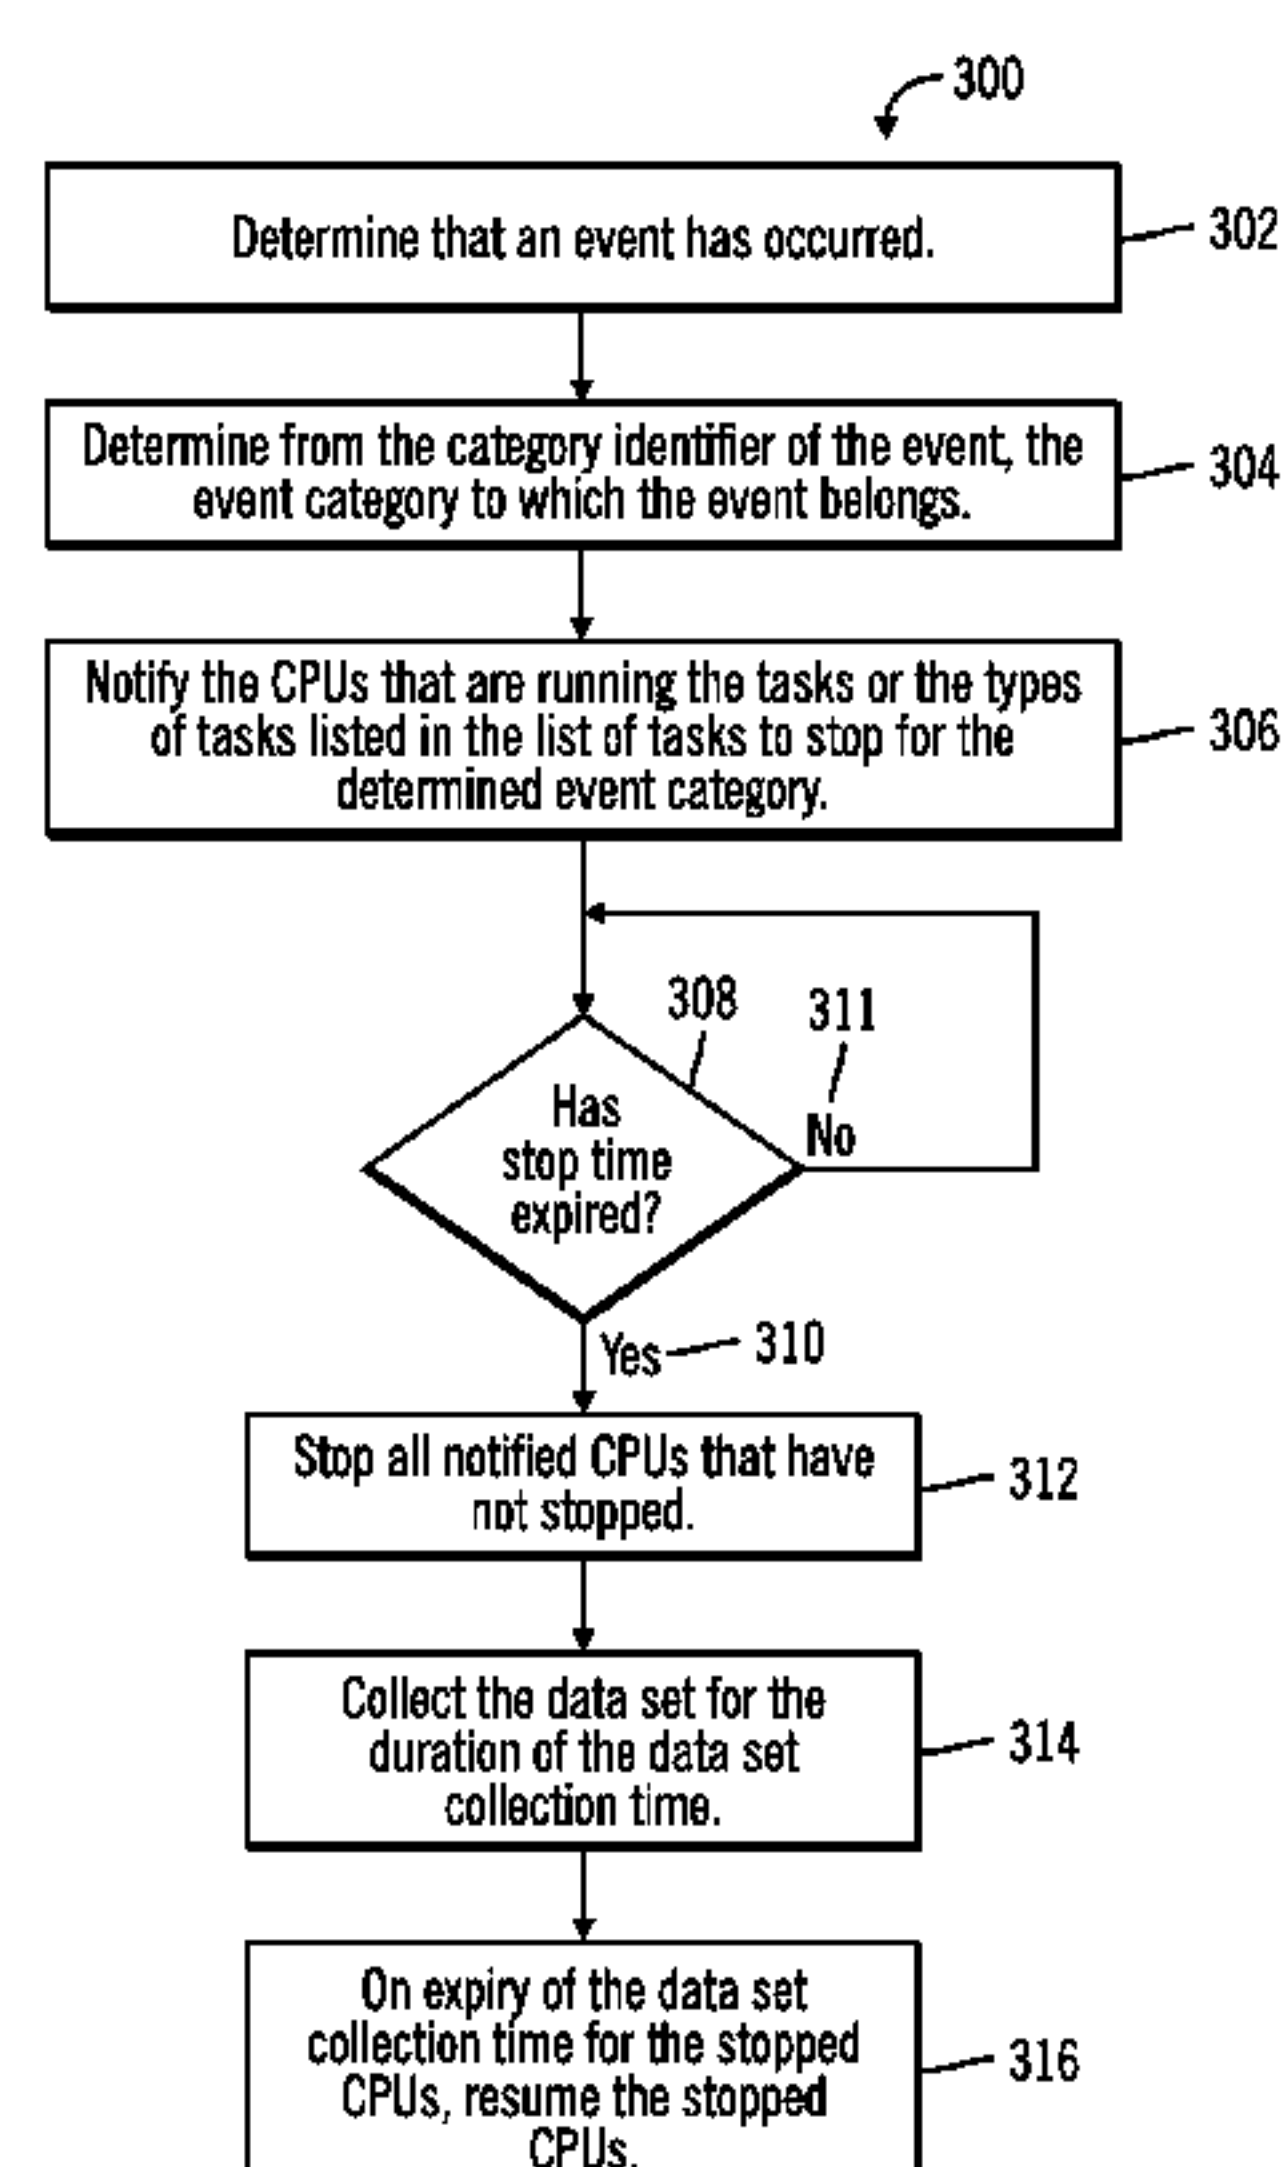 300
Determine that an event has occurred.
302
Determine from the category identifier of the event, the
event category to which the event belongs.
304
Notify the CPUs that are running the tasks or the types
of tasks listed in the list of tasks to stop for the
determined event category.
306
308
311
Has
stop time
expired?
No
Yes
310
Stop all notified CPUs that have
not stopped.
312
Collect the data set for the
duration of the data set
collection time.
314
On expiry of the data set
collection time for the stopped
CPUs, resume the stopped
CPUs.
316